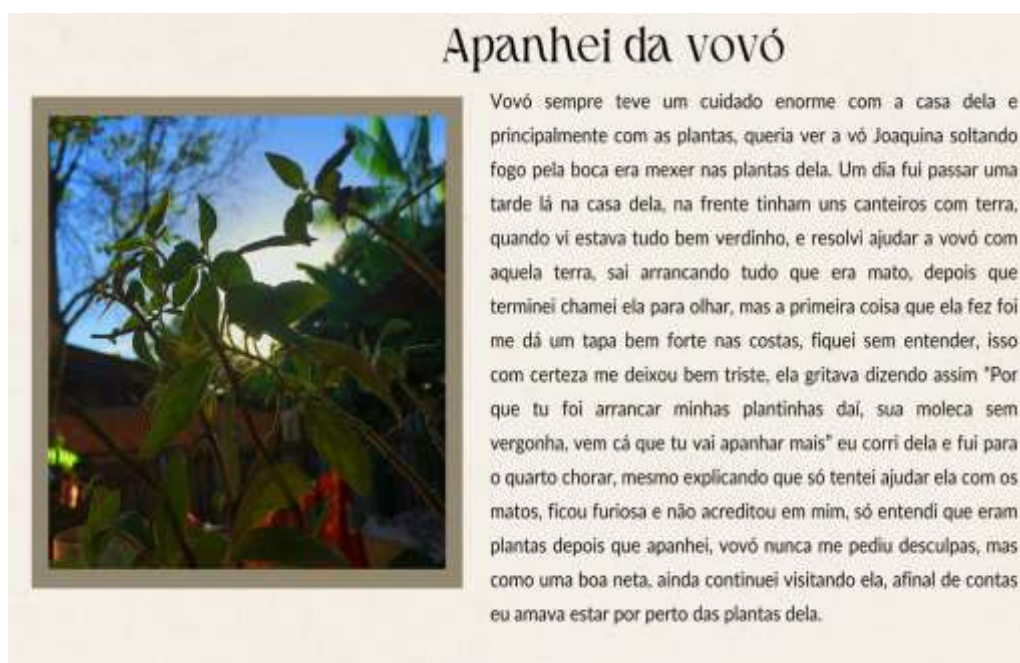 Apanhei da vovó
Vovó sempre teve um cuidado enorme com a casa dela e
principalmente com as plantas, queria ver a vó Joaquina soltando
fogo pela boca era mexer nas plantas dela. Um dia fui passar uma
tarde lá na casa dela, na frente tinham uns canteiros com terra,
quando vi estava tudo bem verdinho, e resolvi ajudar a vovó com
aquela terra, sai arrancando tudo que era mato, depois que
terminei chamei ela para olhar, mas a primeira coisa que ela fez foi
me dá um tapa bem forte nas costas, fiquei sem entender, isso
com certeza me deixou bem triste, ela gritava dizendo assim "Por
que tu foi arrancar minhas plantinhas daí, sua moleca sem
vergonha, vem cá que tu vai apanhar mais" eu corri dela e fui para
o quarto chorar, mesmo explicando que só tentei ajudar ela com os
matos, ficou furiosa e não acreditou em mim, só entendi que eram
plantas depois que apanhei, vovó nunca me pediu desculpas, mas
como uma boa neta, ainda continuei visitando ela, afinal de contas
eu amava estar por perto das plantas dela.